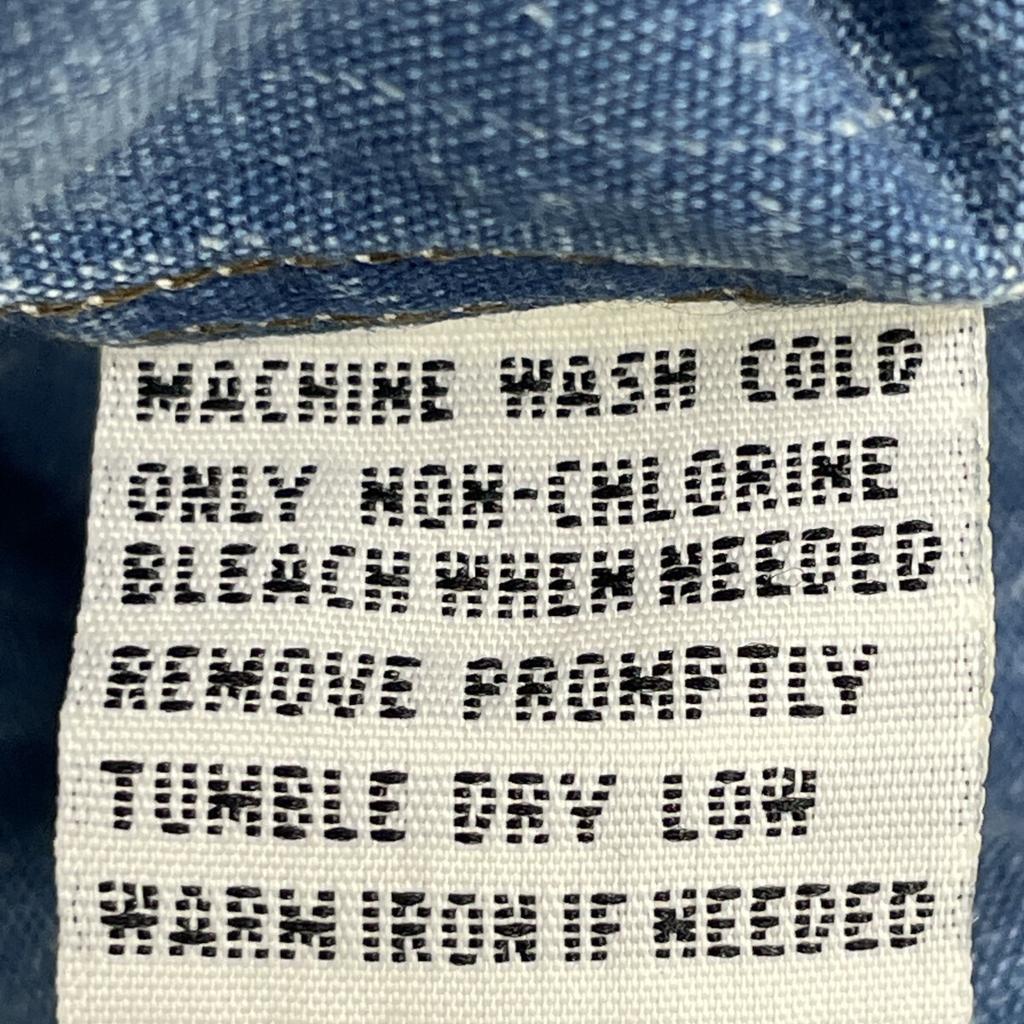 MACHINE WASH COLD
ONLY NON-CHLORINE
BLEACH WHEN NEEDED
REMOVE PROMPTLY
TUMBLE DRY LOW
WARM IRON IF NEEDED